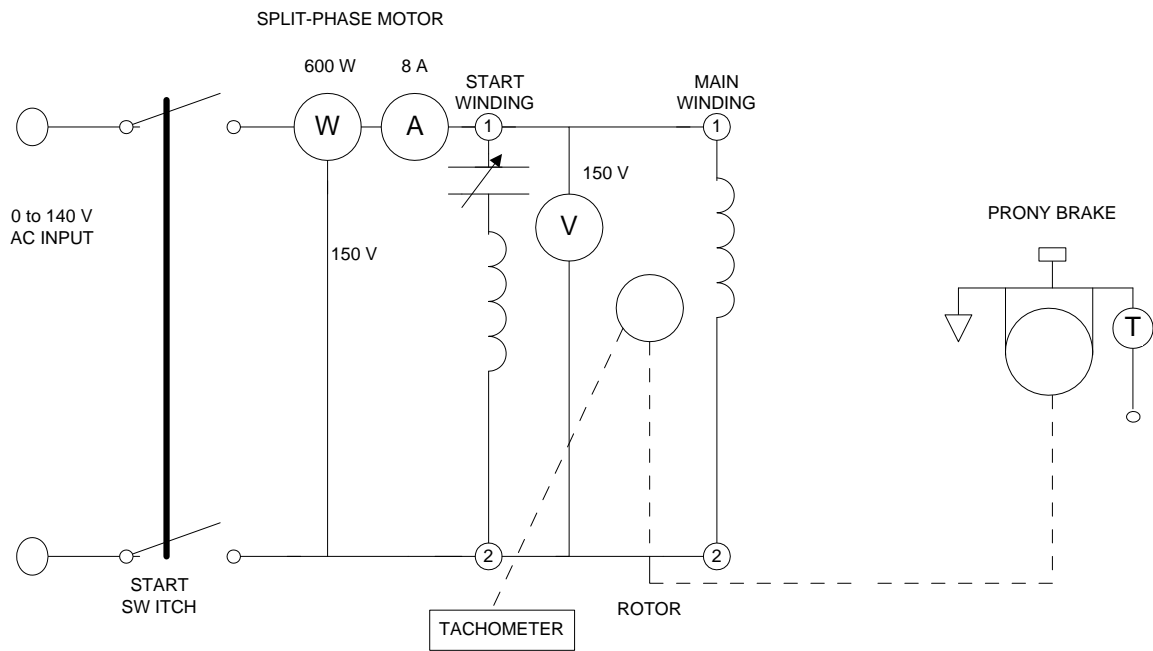 SPLIT-PHASE MOTOR
600 W
8 A
START
WINDING
MAIN
WINDING
W
A
1
1
150 V
0 to 140 V
AC INPUT
PRONY BRAKE
V
150 V
T
2
2
START
SW ITCH
ROTOR
TACHOMETER